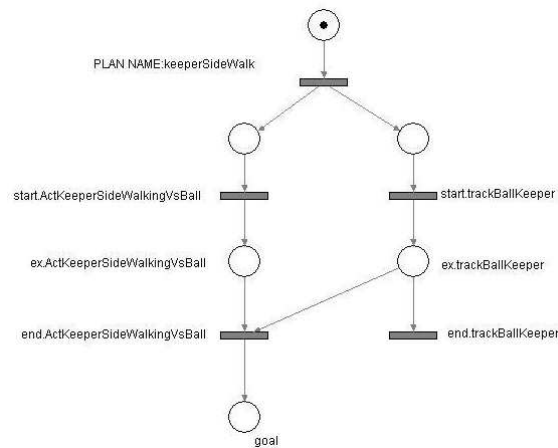 PLAN NAME:keeperSideWalk
start.ActKeeperSideWalkingVsBall
start.trackBallKeeper
ex.ActKeeperSideWalkingVsBall
ex.trackBallKeeper
end.ActKeeperSideWalkingVsBall
end.trackBallKeeper
goal